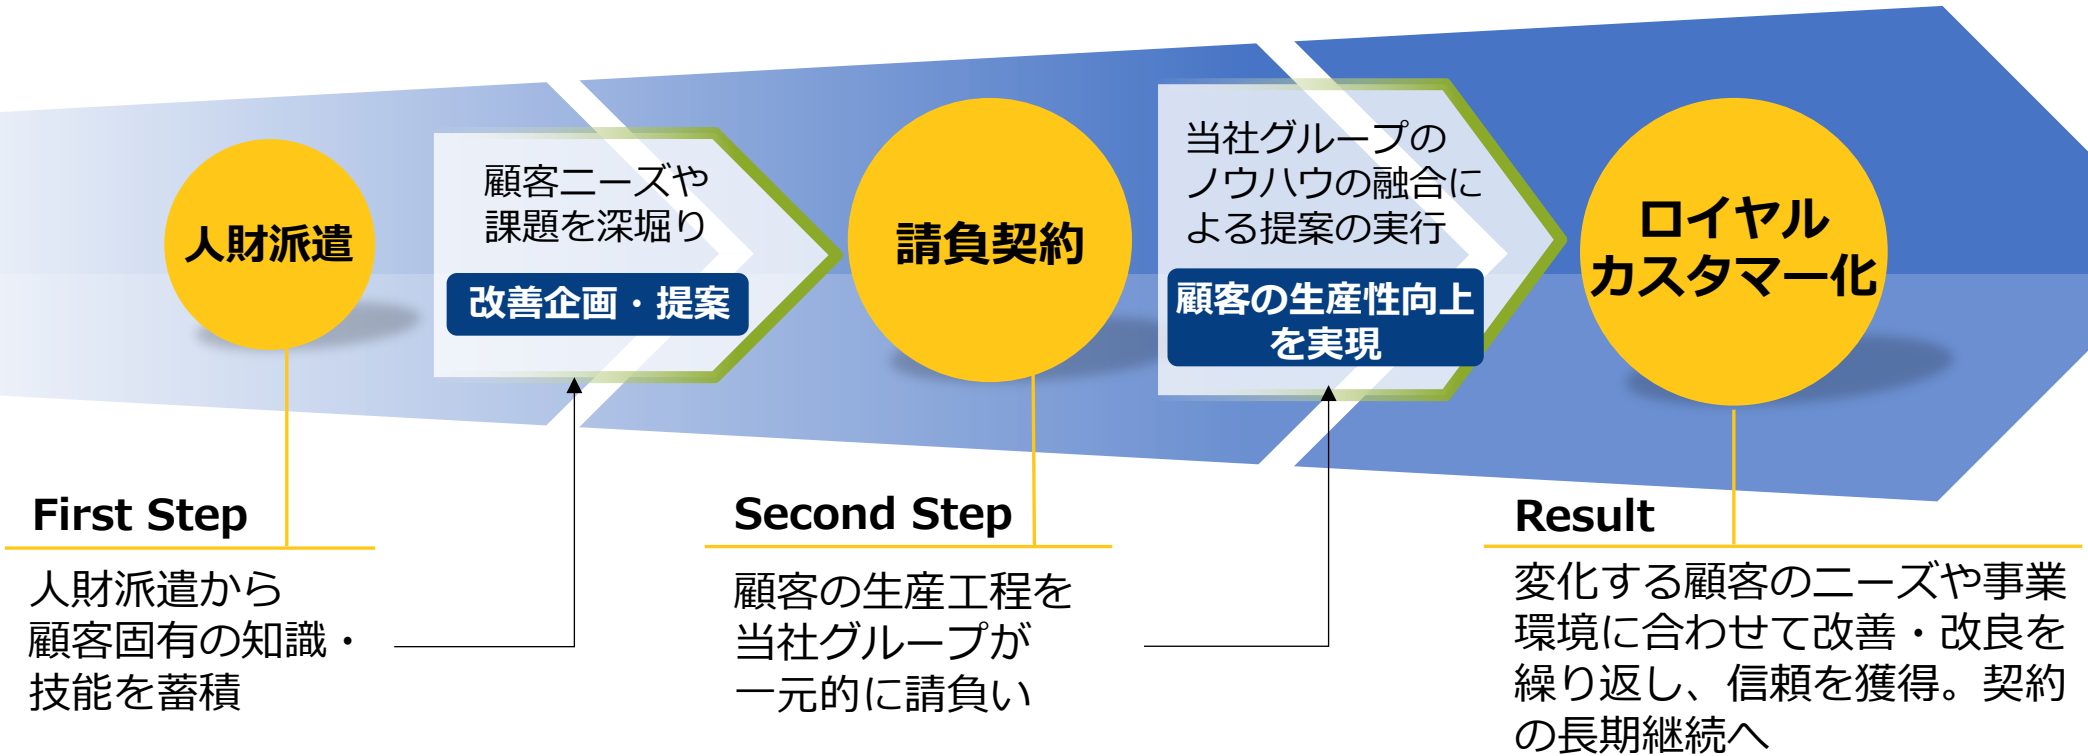 人財派遣
顧客ニーズや
課題を深堀り
改善企画・提案
請負契約
当社グループの
ノウハウの融合に
よる提案の実行
顧客の生産性向上
を実現
ロイヤル
カスタマー化
First Step
人財派遣から
顧客固有の知識・
技能を蓄積
Second Step
顧客の生産工程を
当社グループが
一元的に請負い
Result
変化する顧客のニーズや事業
環境に合わせて改善・改良を
繰り返し、信頼を獲得。契約
の長期継続へ